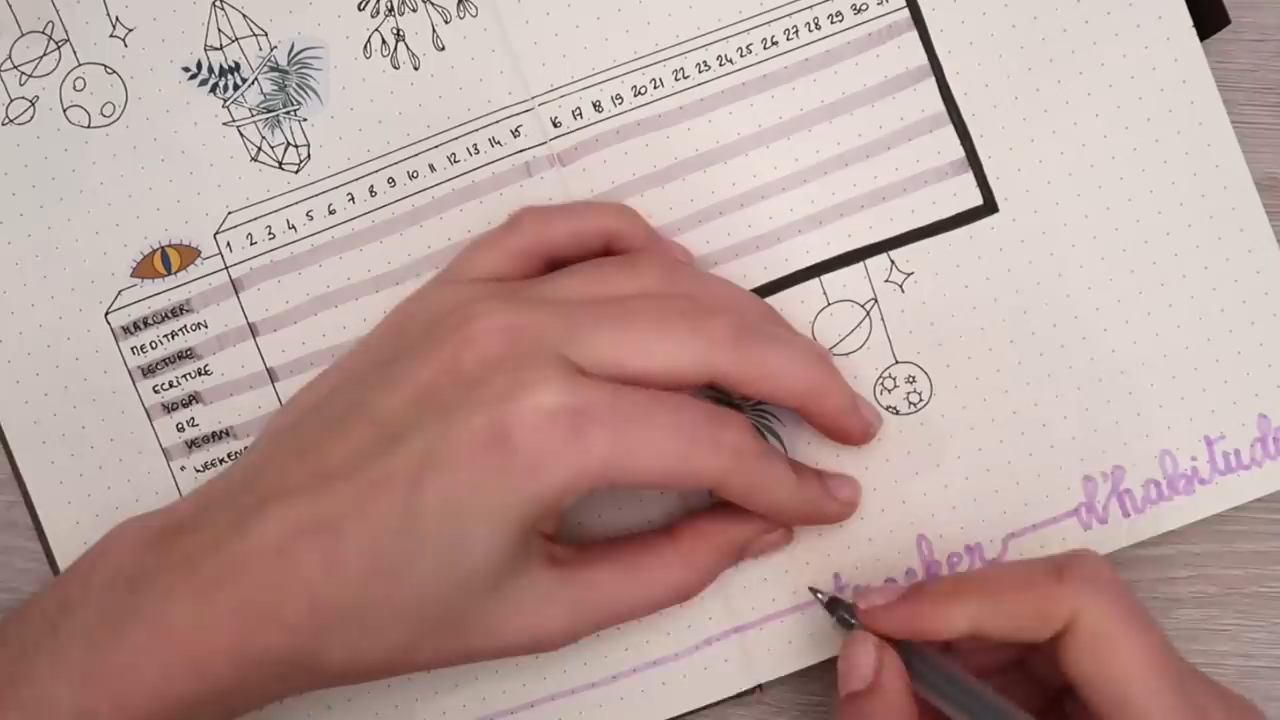 1 2 3 4 5 6 7 8 9 10 11 12 13 14 15 16 17 18 19 20 21 22 23 24 25 26 27 28 29 30 31
MARCHER
MEDITATION
LECTURE
ECRITURE
YOGA
B12
VEGAN
" WEEKEN
tracker d'habitude